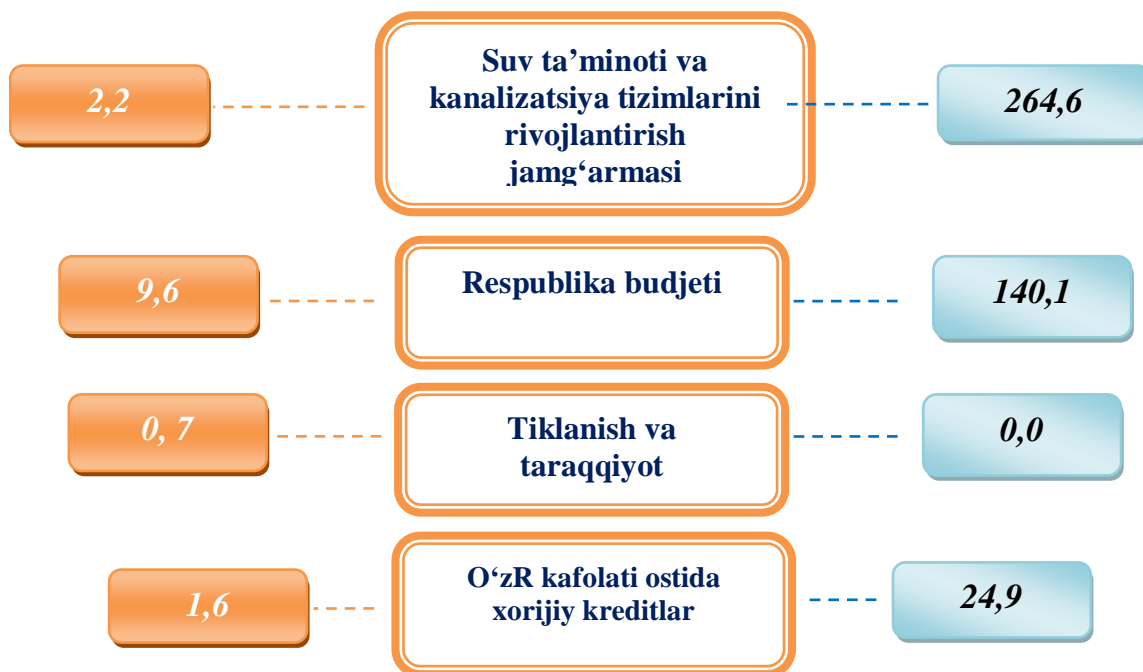 2,2
Suv ta’minoti va
kanalizatsiya tizimlarini
rivojlantirish
jamg‘armasi
264,6
9,6
Respublika budjeti
140,1
0, 7
Tiklanish va
taraqqiyot
0,0
1,6
O‘zR kafolati ostida
xorijiy kreditlar
24,9